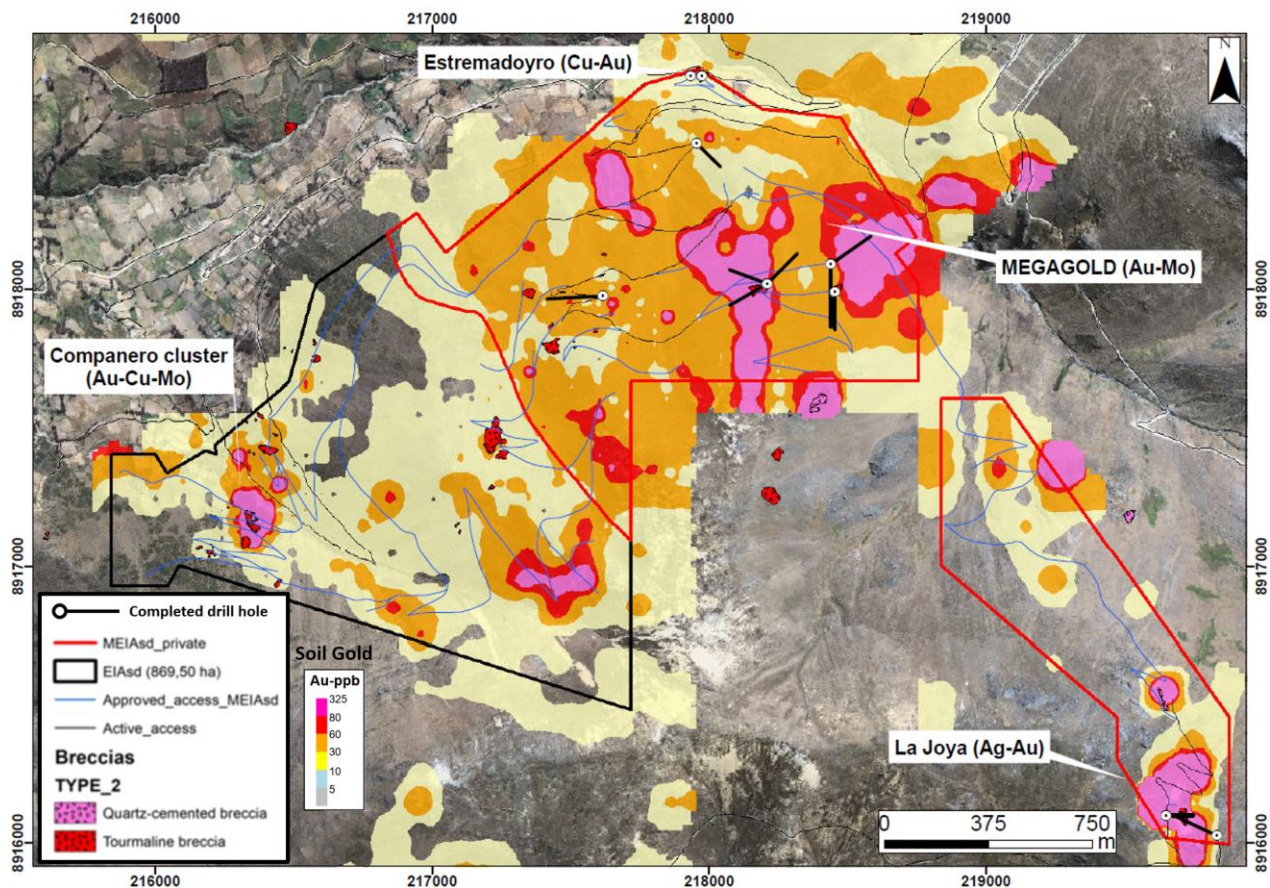 216000
217000
218000
219000
Estremadoyro (Cu-Au)
N
MEGAGOLD (Au-Mo)
8918000
8918000
Companero cluster
(Au-Cu-Mo)
8917000
8917000
Completed drill hole
MEIAsd_private
EIAsd (869,50 ha)
Approved_access_MEIAsd
Active_access
Breccias
TYPE_2
Quartz-cemented breccia
Tourmaline breccia
Soil Gold
Au-ppb
325
80
60
30
10
5
La Joya (Ag-Au)
0
375
750
m
8916000
8916000
216000
217000
218000
219000